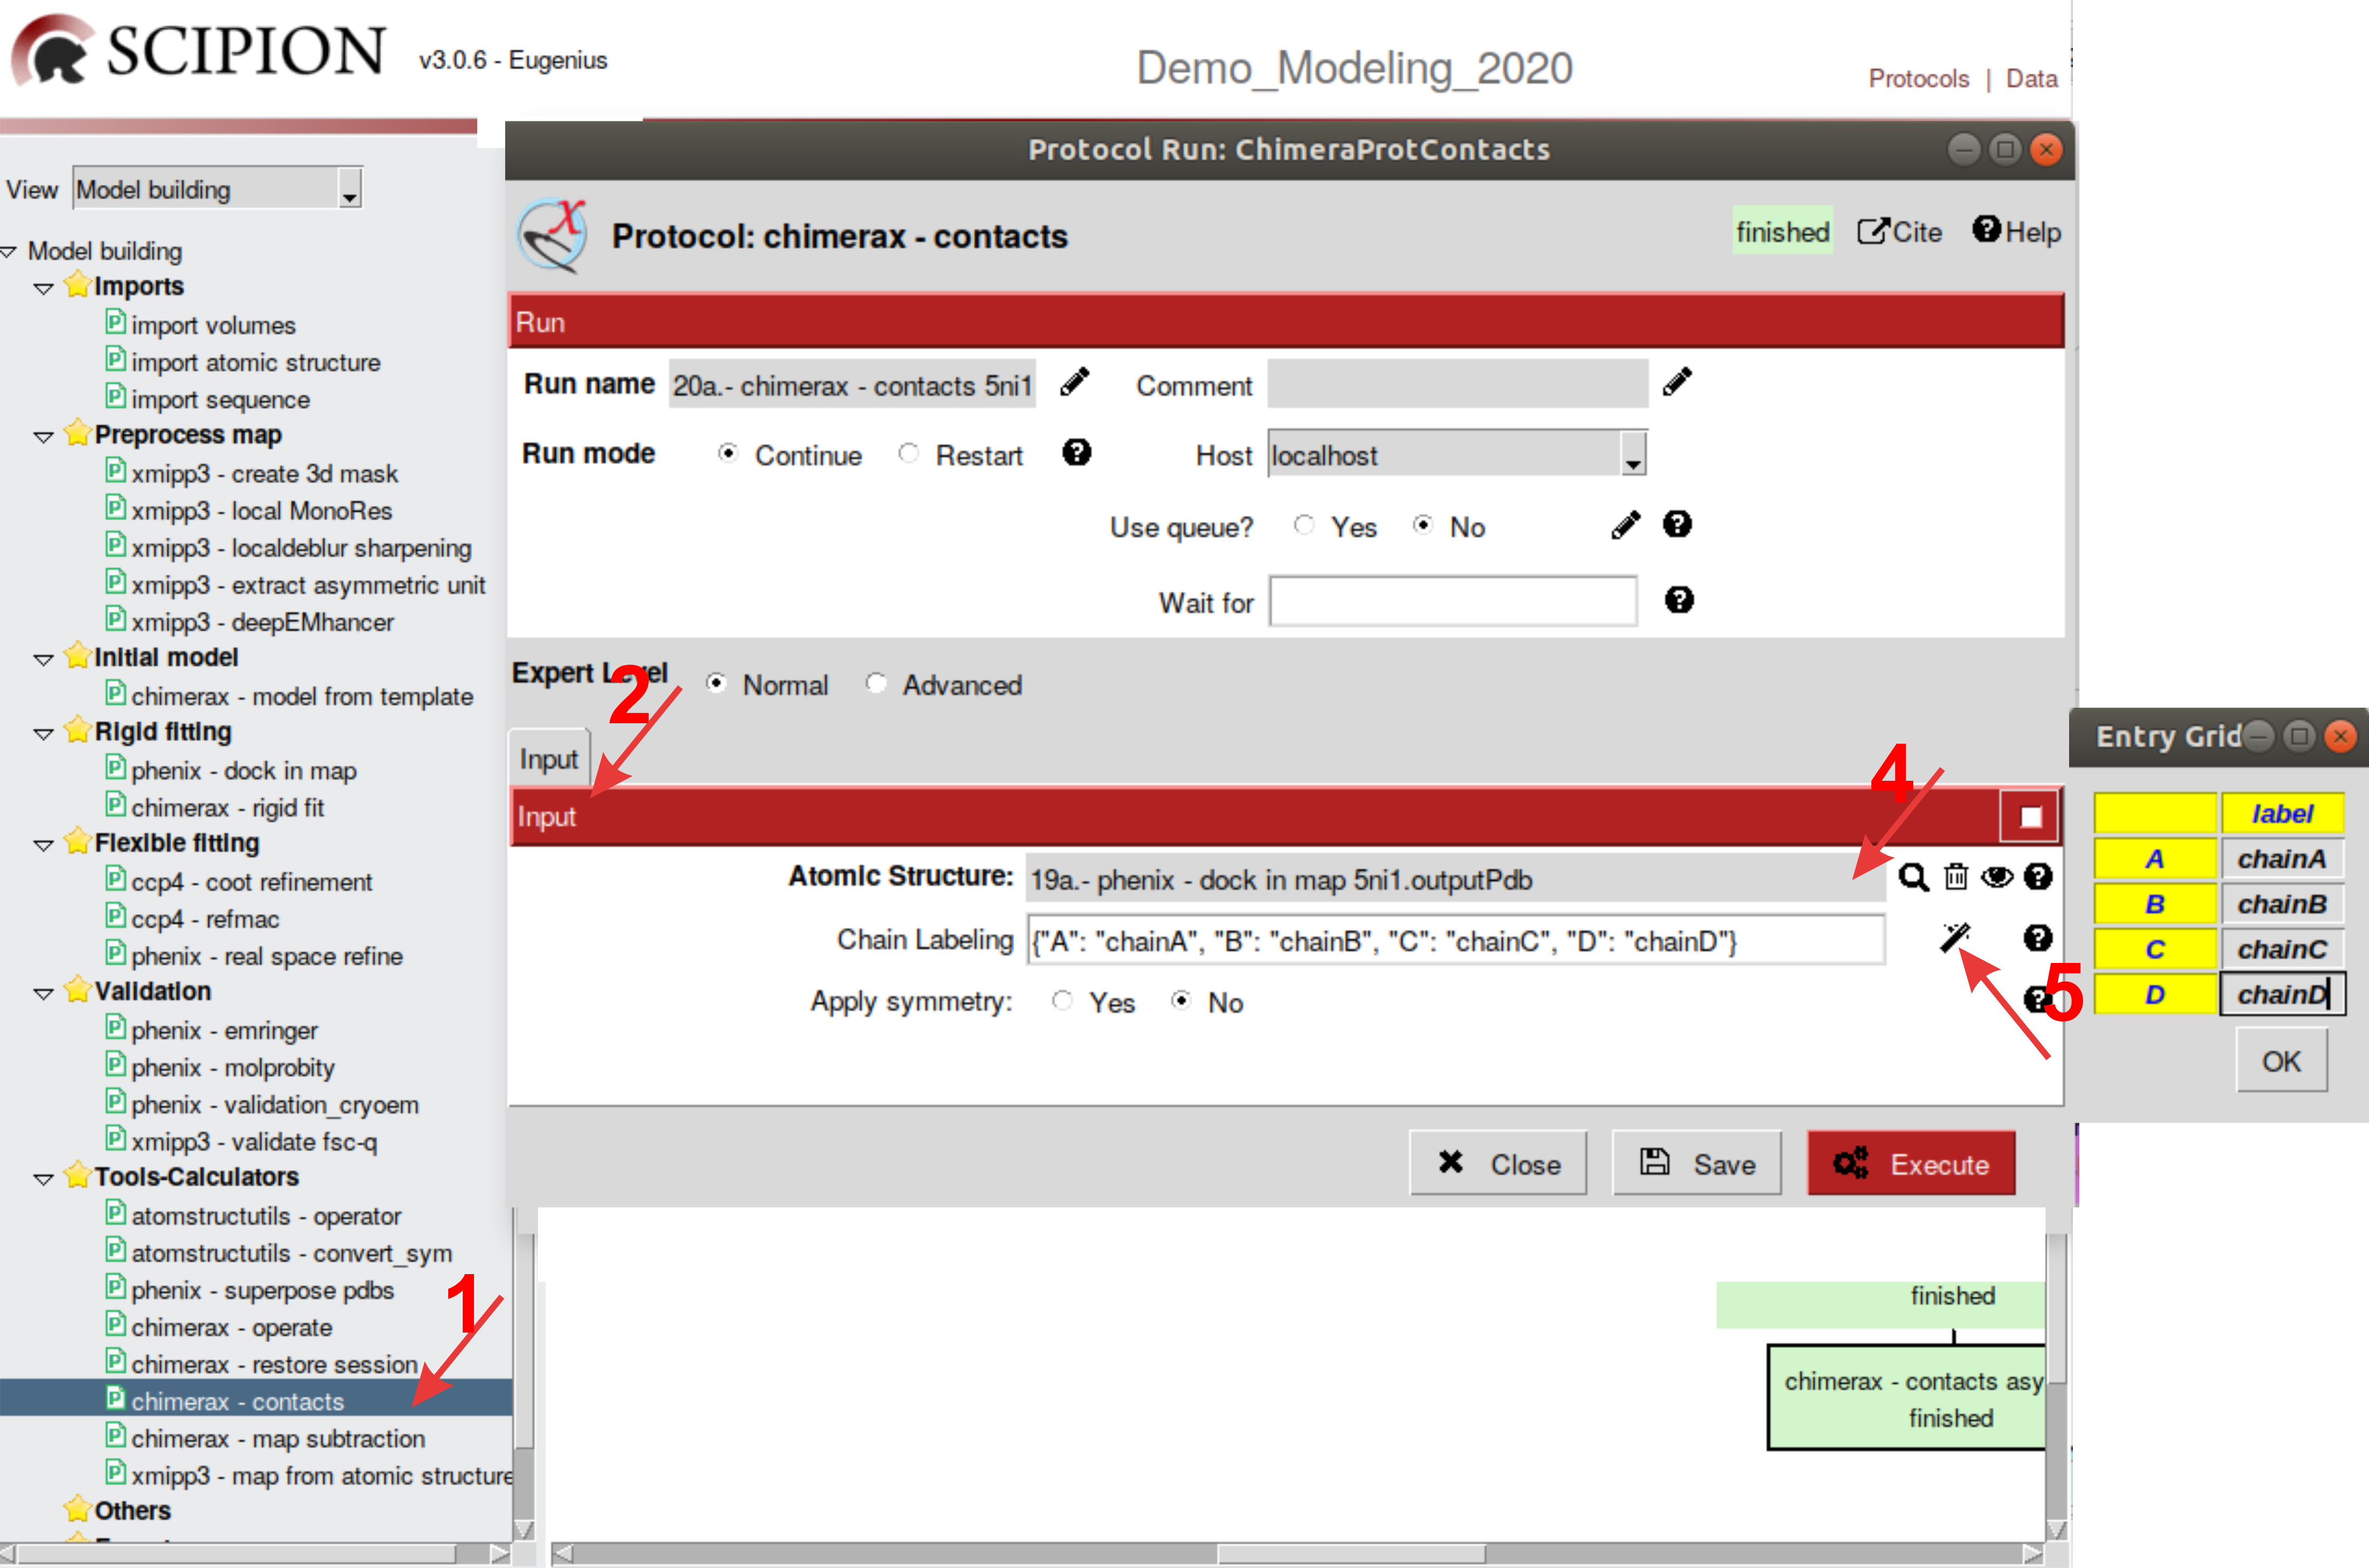 SCIPION v3.0.6 - Eugenius
Demo_Modeling_2020
Protocols | Data
View Model building
Model building
Imports
import volumes
import atomic structure
import sequence
Preprocess map
xmipp3 - create 3d mask
xmipp3 - local MonoRes
xmipp3 - localdeblur sharpening
xmipp3 - extract asymmetric unit
xmipp3 - deepEMhancer
Initial model
chimerax - model from template
Rigid fitting
phenix - dock in map
chimerax - rigid fit
Flexible fitting
ccp4 - coot refinement
ccp4 - refmac
phenix - real space refine
Validation
phenix - emringer
phenix - molprobity
phenix - validation_cryoem
xmipp3 - validate fsc-q
Tools-Calculators
atomstructutils - operator
atomstructutils - convert_sym
phenix - superpose pdbs
chimerax - operate
chimerax - restore session
chimerax - contacts
chimerax - map subtraction
xmipp3 - map from atomic structure
Others
1
Protocol Run: ChimeraProtContacts
Protocol: chimerax - contacts
finished Cite Help
Run
Run name 20a.- chimerax - contacts 5ni1 Comment
Run mode Continue Restart Host localhost
Use queue? Yes No
Wait for
Expert Level Normal Advanced
2
Input
4
Input
Atomic Structure: 19a.- phenix - dock in map 5ni1.outputPdb
Chain Labeling {"A": "chainA", "B": "chainB", "C": "chainC", "D": "chainD"}
5
Apply symmetry: Yes No
Close Save Execute
finished
chimerax - contacts asy
finished
Entry Grid
label
A chainA
B chainB
C chainC
D chainD
OK